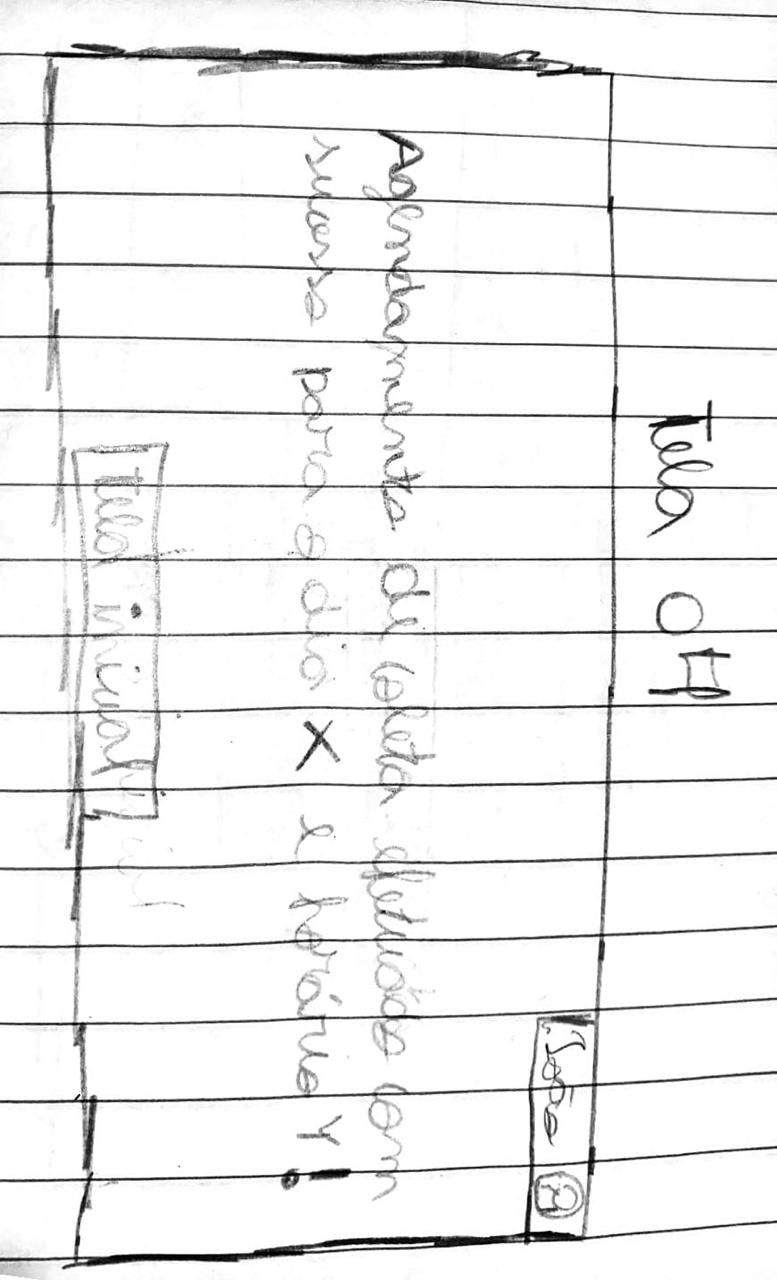 Tela 04
João
Agendamento de coleta efetuado com
sucesso para o dia X e horário Y!
Tela inicial